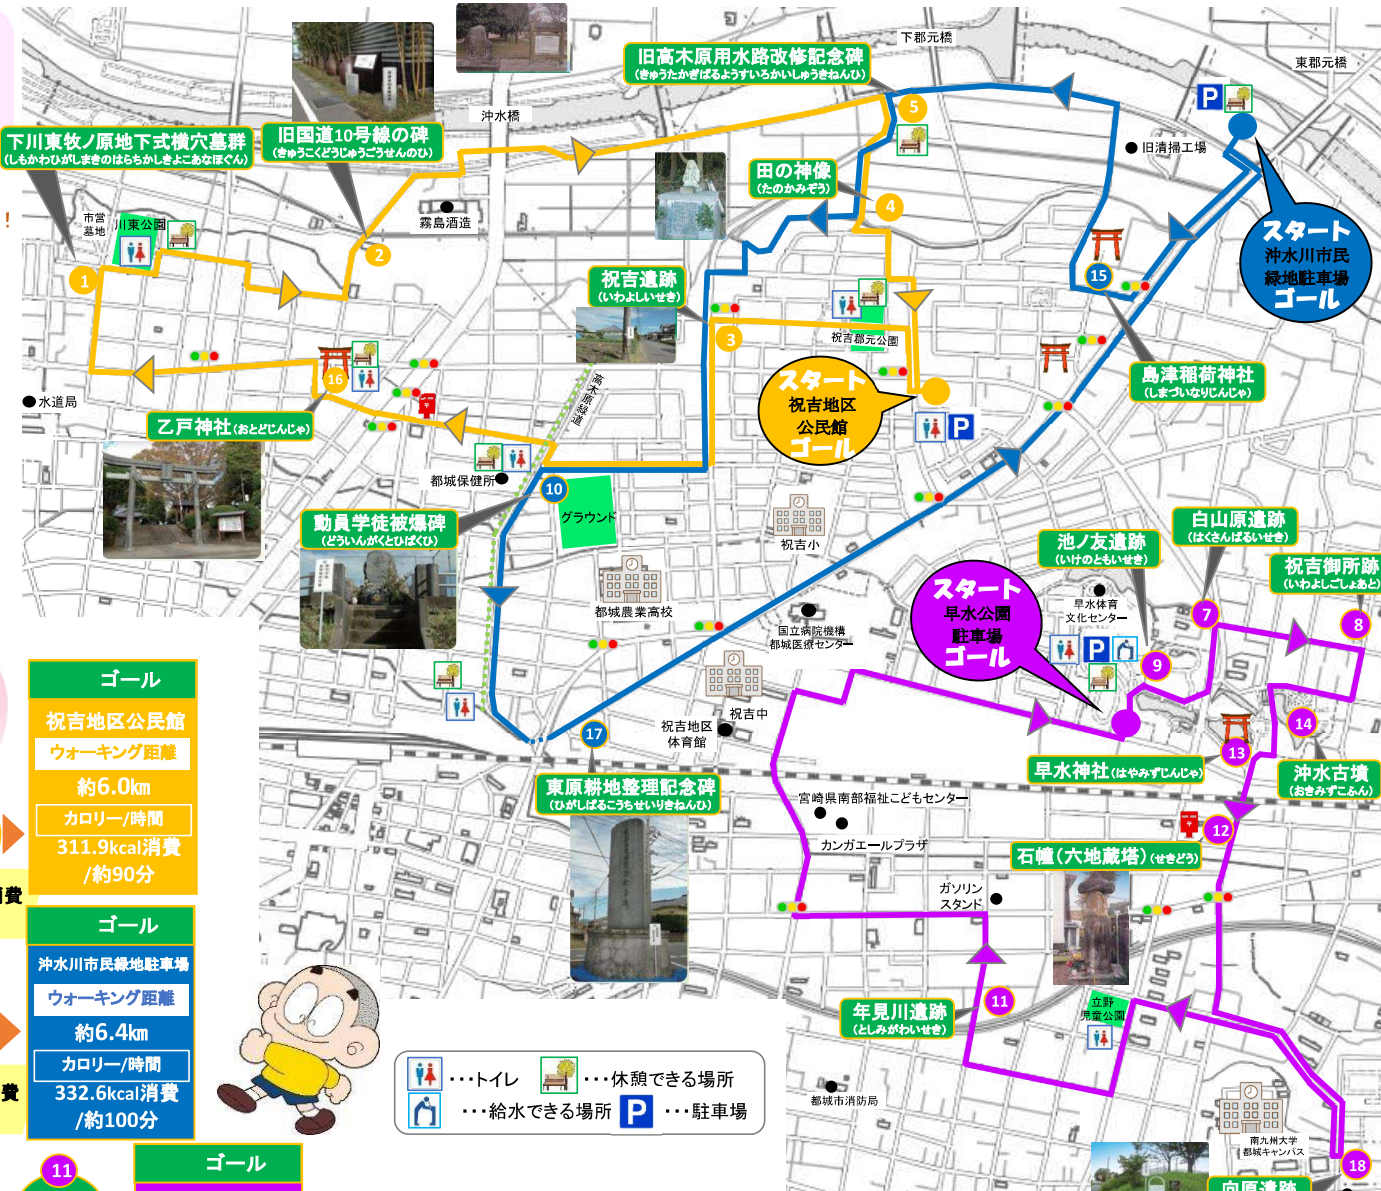 下郡元橋
東郡元橋
旧高木原用水路改修記念碑
(きゅうたかぎばるようすいろかいしゅうきねんひ)
沖水橋
5
P
下川東牧ノ原地下式横穴墓群
(しもかわひがしまきのはらちかしきよこあなぼぐん)
旧国道10号線の碑
(きゅうこくどうじゅうごうせんのひ)
旧清掃工場
田の神像
(たのかみぞう)
4
!
市営
墓地
川東公園
霧島酒造
2
1
スタート
沖水川市民
緑地駐車場
ゴール
15
祝吉遺跡
(いわよしいせき)
3
祝吉郡元公園
スタート
祝吉地区
公民館
ゴール
島津稲荷神社
(しまづいなりじんじゃ)
16
水道局
乙戸神社(おとどじんじゃ)
高木原緑道
P
都城保健所
10
グラウンド
動員学徒被爆碑
(どういんがくとひばくひ)
祝吉小
白山原遺跡
(はくさんばるいせき)
池ノ友遺跡
(いけのともいせき)
祝吉御所跡
(いわよしごしょあと)
スタート
早水公園
駐車場
ゴール
早水体育
文化センター
都城農業高校
国立病院機構
都城医療センター
7
8
P
9
祝吉中
祝吉地区
体育館
17
14
13
早水神社(はやみずじんじゃ)
沖水古墳
(おきみずこふん)
東原耕地整理記念碑
(ひがしばるこうちせいりきねんひ)
宮崎県南部福祉こどもセンター
カンガエールプラザ
12
石幢(六地蔵塔)(せきどう)
ガソリン
スタンド
年見川遺跡
(としみがわいせき)
11
立野
児童公園
都城市消防局
南九州大学
都城キャンパス
18
向原遺跡
ゴール
祝吉地区公民館
ウォーキング距離
約6.0km
カロリー/時間
311.9kcal消費
/約90分
費
ゴール
沖水川市民緑地駐車場
ウォーキング距離
約6.4km
カロリー/時間
332.6kcal消費
/約100分
費
11
ゴール
・・・トイレ
・・・休憩できる場所
・・・給水できる場所
P
・・・駐車場